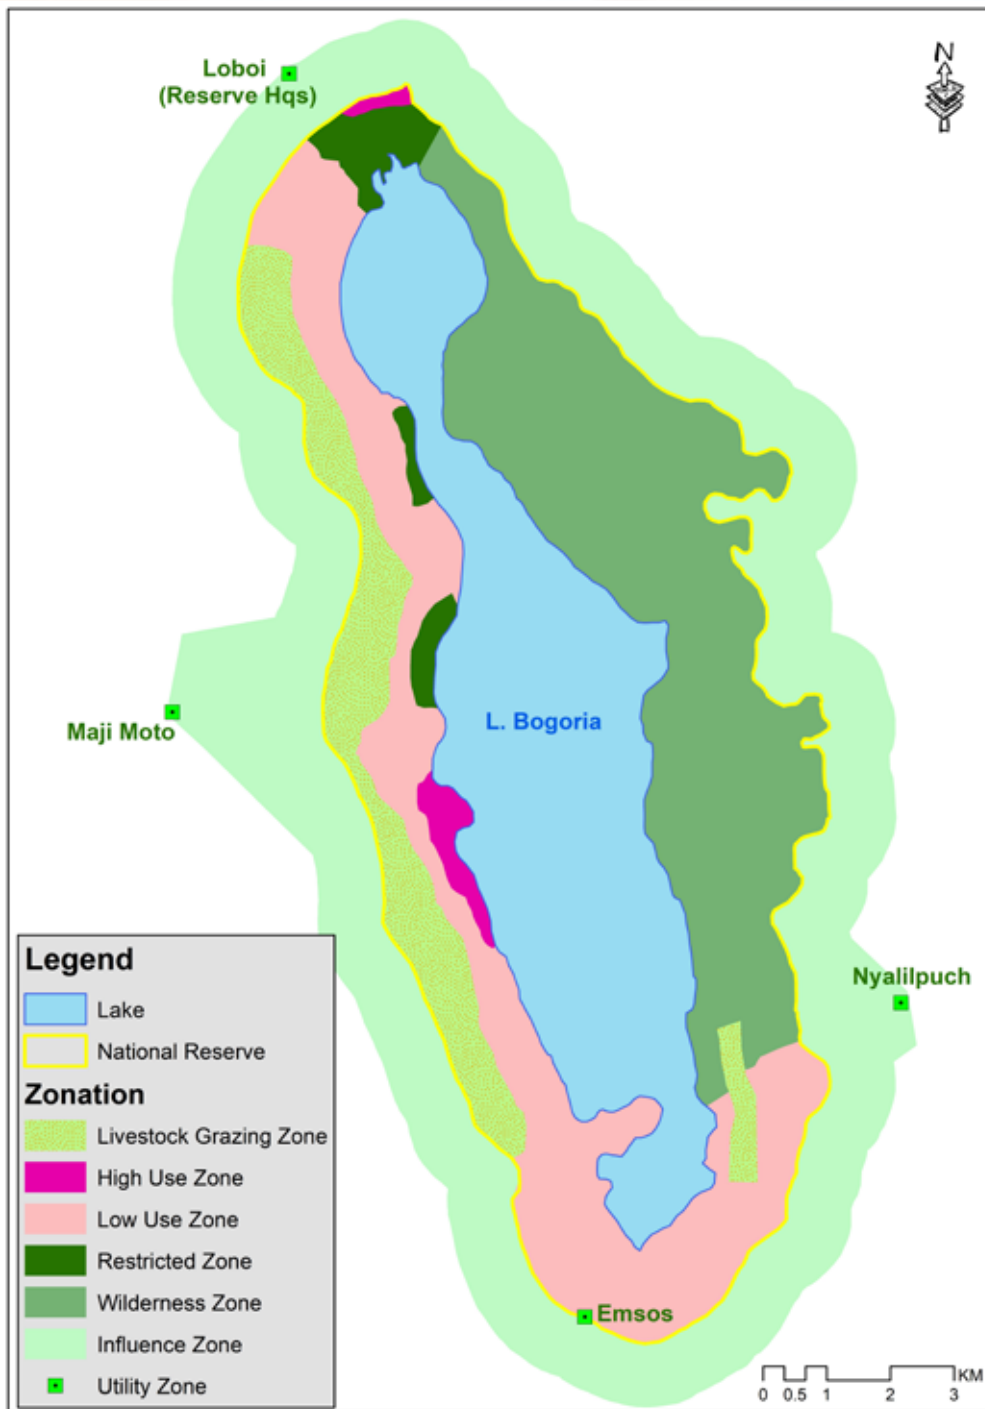 N
Loboi
(Reserve Hqs)
L. Bogoria
Maji Moto
Nyalilpuch
Emsos
Legend
Lake
National Reserve
Zonation
Livestock Grazing Zone
High Use Zone
Low Use Zone
Restricted Zone
Wilderness Zone
Influence Zone
Utility Zone
KM
0 0.5 1 2 3